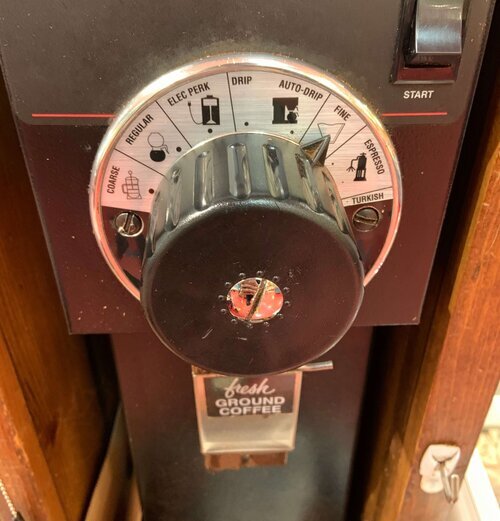 START
COARSE
REGULAR
ELEC PERK
DRIP
AUTO-DRIP
FINE
ESPRESSO
TURKISH
fresh
GROUND
COFFEE